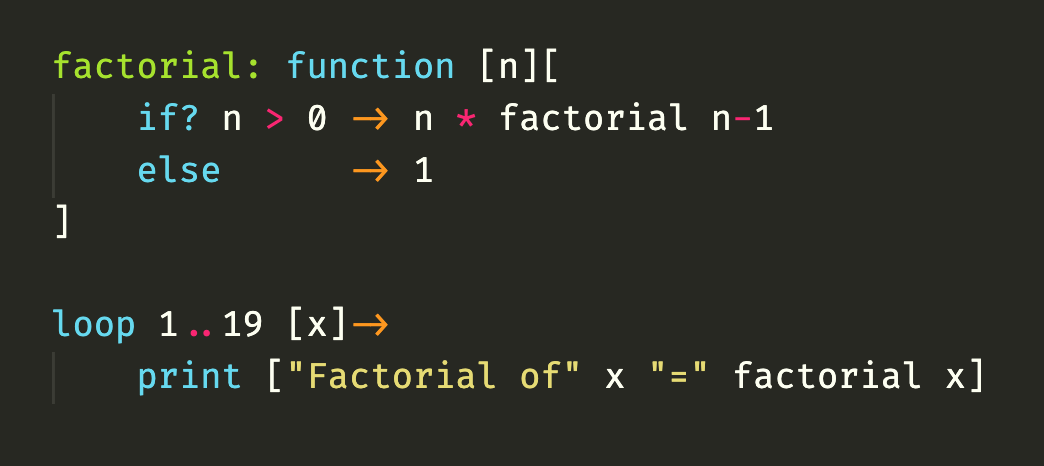 factorial: function [n][
    if? n > 0 -> n * factorial n-1
    else      -> 1
]

loop 1..19 [x]->
    print ["Factorial of" x "=" factorial x]